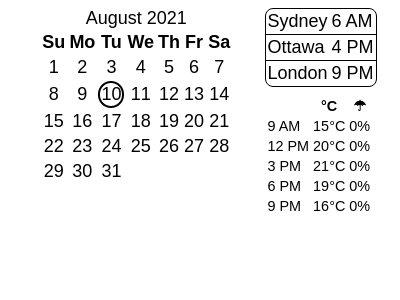 August 2021
Su Mo Tu We Th Fr Sa
1 2 3 4 5 6 7
8 9 10 11 12 13 14
15 16 17 18 19 20 21
22 23 24 25 26 27 28
29 30 31
Sydney 6 AM
Ottawa 4 PM
London 9 PM
°C ☂
9 AM 15°C 0%
12 PM 20°C 0%
3 PM 21°C 0%
6 PM 19°C 0%
9 PM 16°C 0%